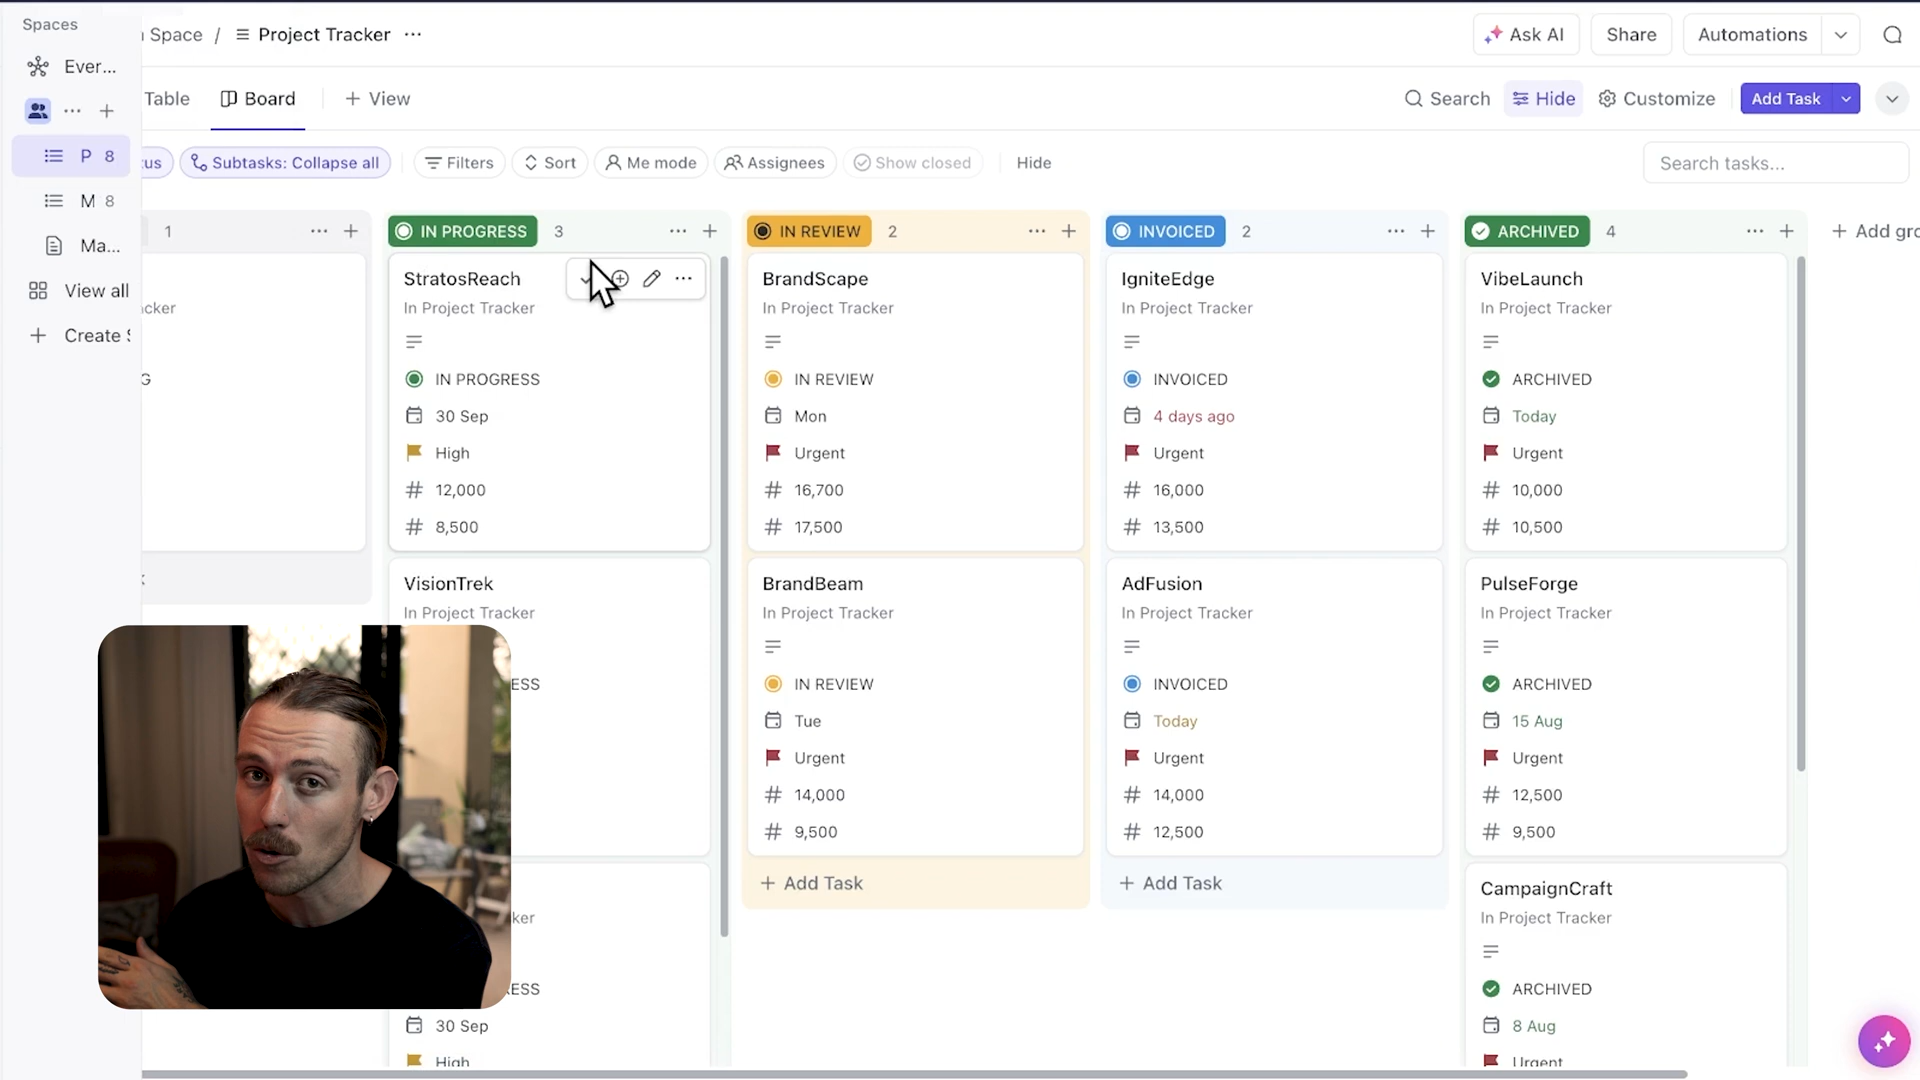 Spaces
Space / Project Tracker ...
Ask AI
Share
Automations
Ever...
Table
Board
+ View
Search
Hide
Customize
Add Task
P 8
Subtasks: Collapse all
Filters
Sort
Me mode
Assignees
Show closed
Hide
Search tasks...
M 8
Ma...
View all
Create
1
IN PROGRESS 3
IN REVIEW 2
INVOICED 2
ARCHIVED 4
+ Add
StratosReach
In Project Tracker
IN PROGRESS
30 Sep
High
12,000
8,500
VisionTrek
In Project Tracker
30 Sep
High
BrandScape
In Project Tracker
IN REVIEW
Mon
Urgent
16,700
17,500
BrandBeam
In Project Tracker
IN REVIEW
Tue
Urgent
14,000
9,500
+ Add Task
IgniteEdge
In Project Tracker
INVOICED
4 days ago
Urgent
16,000
13,500
AdFusion
In Project Tracker
INVOICED
Today
Urgent
14,000
12,500
+ Add Task
VibeLaunch
In Project Tracker
ARCHIVED
Today
Urgent
10,000
10,500
PulseForge
In Project Tracker
ARCHIVED
15 Aug
Urgent
12,500
9,500
CampaignCraft
In Project Tracker
ARCHIVED
8 Aug
Urgent